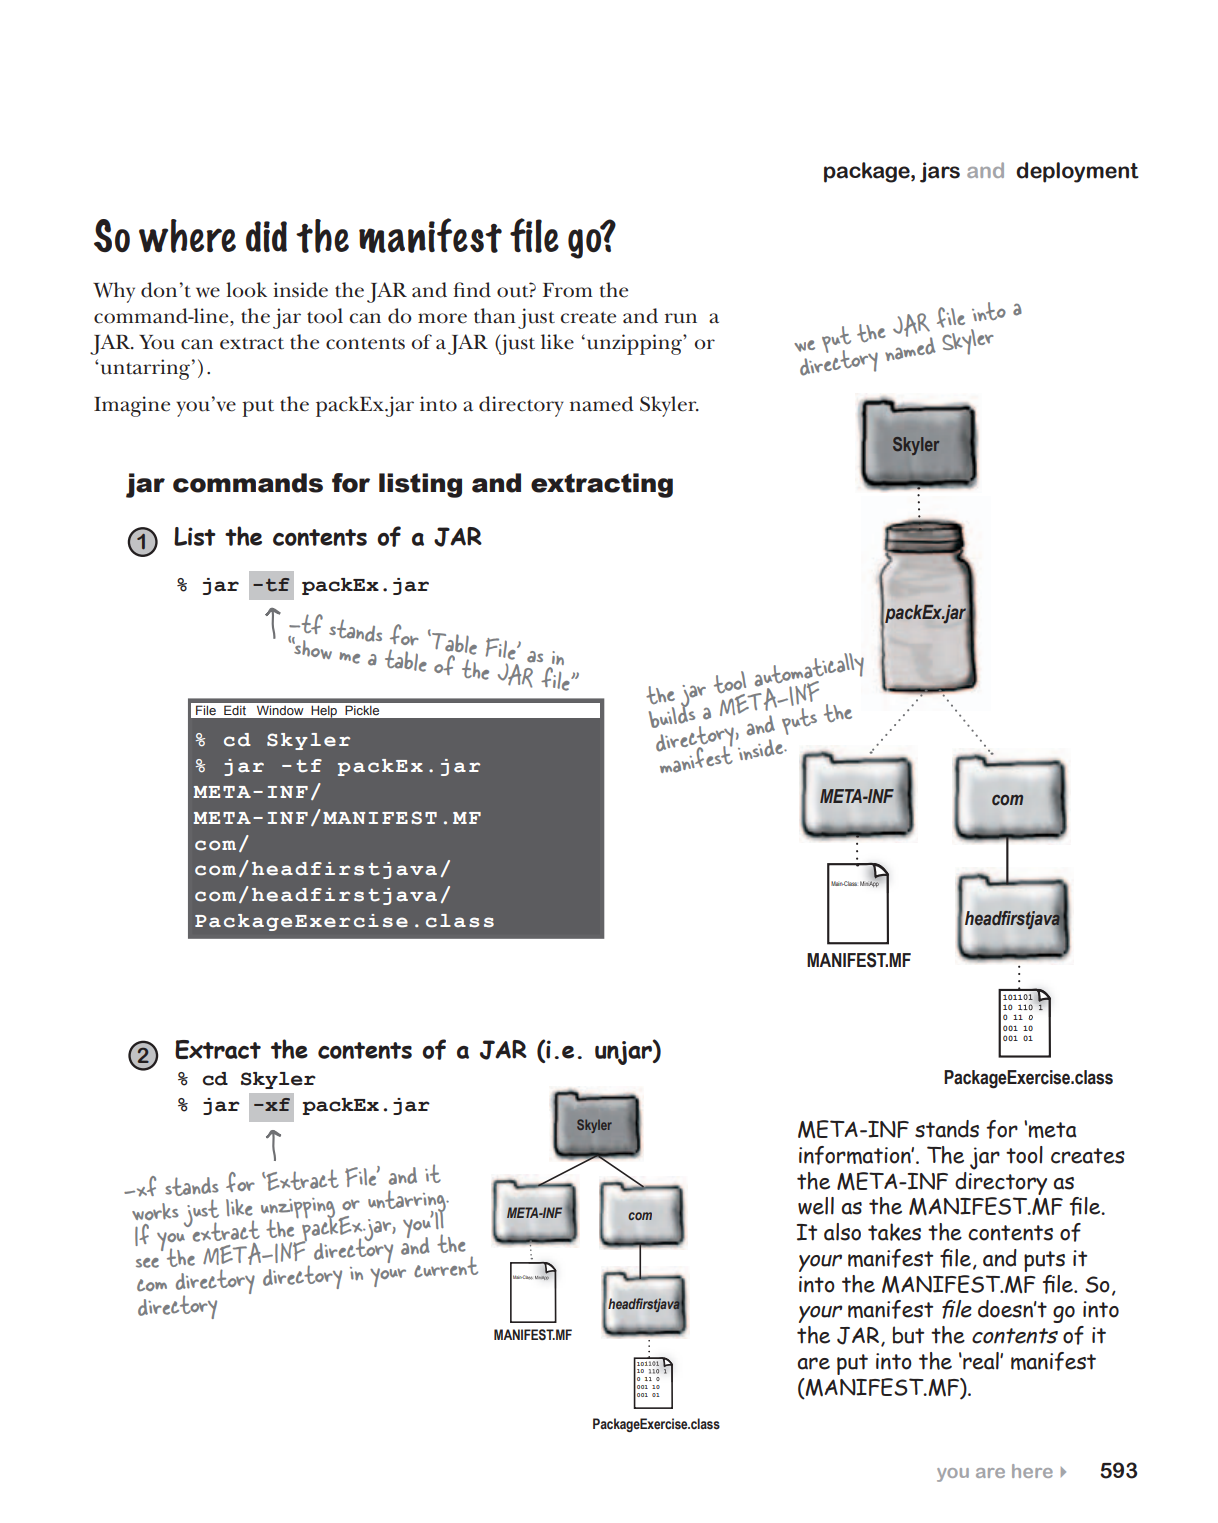 package, jars and deployment
So where did the manifest file go?
Why don’t we look inside the JAR and find out? From the
command-line, the jar tool can do more than just create and run a
JAR. You can extract the contents of a JAR (just like ‘unzipping’ or
‘untarring’).
Imagine you’ve put the packEx.jar into a directory named Skyler.
we put the JAR file into a
directory named Skyler
Skyler
packEx.jar
the jar tool automatically
builds a META-INF
directory, and puts the
manifest inside.
META-INF
com
Main-Class: MiniApp
MANIFEST.MF
headfirstjava
101101
10 110 1
0 11 0
001 10
001 01
PackageExercise.class
jar commands for listing and extracting
1 List the contents of a JAR
% jar -tf packEx.jar
-tf stands for ‘Table File’ as in
“show me a table of the JAR file”
File Edit Window Help Pickle
% cd Skyler
% jar -tf packEx.jar
META-INF/
META-INF/MANIFEST.MF
com/
com/headfirstjava/
com/headfirstjava/
PackageExercise.class
2 Extract the contents of a JAR (i.e. unjar)
% cd Skyler
% jar -xf packEx.jar
-xf stands for ‘Extract File’ and it
works just like unzipping or untarring.
If you extract the packEx.jar, you’ll
see the META-INF directory and the
com directory directory in your current
directory
Skyler
META-INF
com
Main-Class: MiniApp
MANIFEST.MF
headfirstjava
101101
10 110 1
0 11 0
001 10
001 01
PackageExercise.class
META-INF stands for ‘meta
information’. The jar tool creates
the META-INF directory as
well as the MANIFEST.MF file.
It also takes the contents of
your manifest file, and puts it
into the MANIFEST.MF file. So,
your manifest file doesn’t go into
the JAR, but the contents of it
are put into the ‘real’ manifest
(MANIFEST.MF).
you are here 593